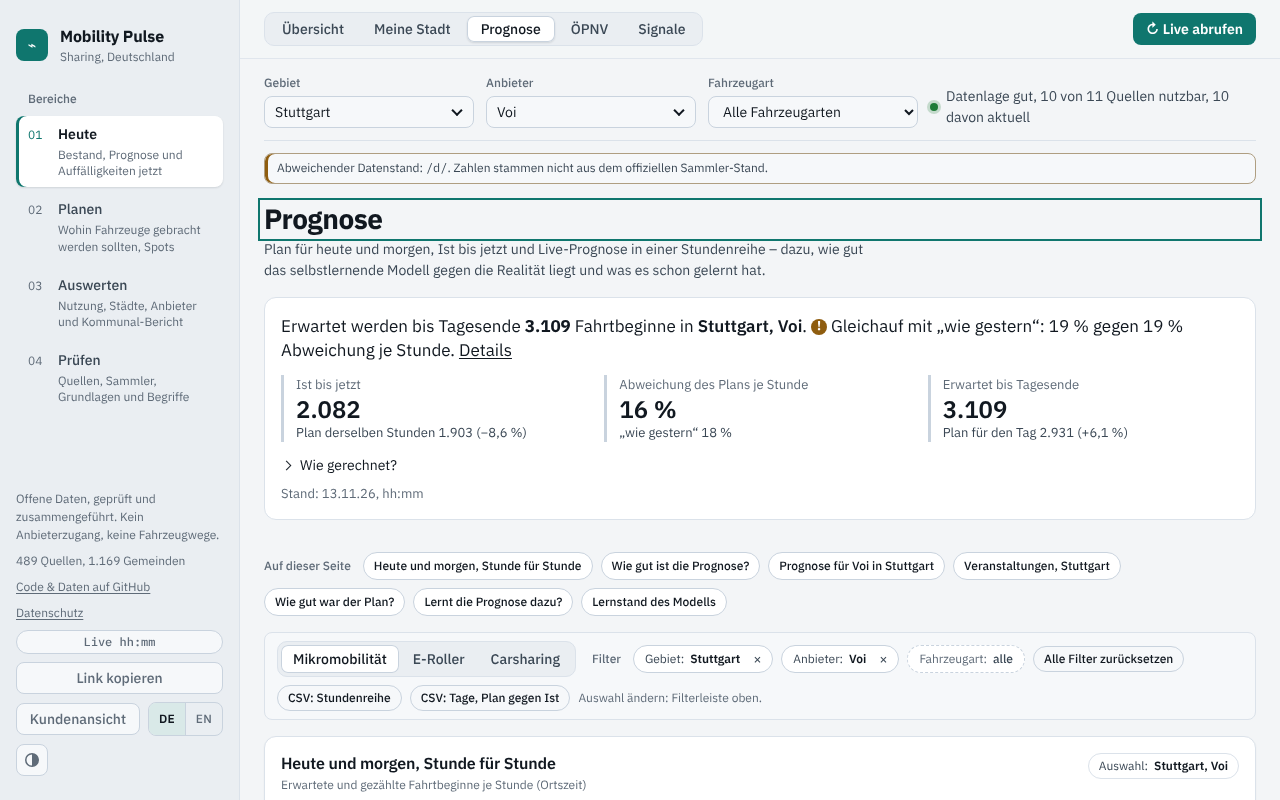 Mobility Pulse
Sharing, Deutschland
Bereiche
01 Heute
Bestand, Prognose und
Auffälligkeiten jetzt
02 Planen
Wohin Fahrzeuge gebracht
werden sollten, Spots
03 Auswerten
Nutzung, Städte, Anbieter
und Kommunal-Bericht
04 Prüfen
Quellen, Sammler,
Grundlagen und Begriffe
Offene Daten, geprüft und
zusammengeführt. Kein
Anbieterzugang, keine Fahrzeugwege.
489 Quellen, 1.169 Gemeinden
Code & Daten auf GitHub
Datenschutz
Live hh:mm
Link kopieren
Kundenansicht DE EN
Übersicht Meine Stadt Prognose ÖPNV Signale
↻ Live abrufen
Gebiet Anbieter Fahrzeugart
Stuttgart Voi Alle Fahrzeugarten
Datenlage gut, 10 von 11 Quellen nutzbar, 10
davon aktuell
Abweichender Datenstand: /d/. Zahlen stammen nicht aus dem offiziellen Sammler-Stand.
Prognose
Plan für heute und morgen, Ist bis jetzt und Live-Prognose in einer Stundenreihe – dazu, wie gut
das selbstlernende Modell gegen die Realität liegt und was es schon gelernt hat.
Erwartet werden bis Tagesende 3.109 Fahrtbeginne in Stuttgart, Voi. ! Gleichauf mit „wie gestern“: 19 % gegen 19 %
Abweichung je Stunde. Details
Ist bis jetzt Abweichung des Plans je Stunde Erwartet bis Tagesende
2.082 16 % 3.109
Plan derselben Stunden 1.903 (−8,6 %) „wie gestern“ 18 % Plan für den Tag 2.931 (+6,1 %)
Wie gerechnet?
Stand: 13.11.26, hh:mm
Auf dieser Seite Heute und morgen, Stunde für Stunde Wie gut ist die Prognose? Prognose für Voi in Stuttgart Veranstaltungen, Stuttgart
Wie gut war der Plan? Lernt die Prognose dazu? Lernstand des Modells
Mikromobilität E-Roller Carsharing Filter Gebiet: Stuttgart × Anbieter: Voi × Fahrzeugart: alle Alle Filter zurücksetzen
CSV: Stundenreihe CSV: Tage, Plan gegen Ist Auswahl ändern: Filterleiste oben.
Heute und morgen, Stunde für Stunde
Auswahl: Stuttgart, Voi
Erwartete und gezählte Fahrtbeginne je Stunde (Ortszeit)